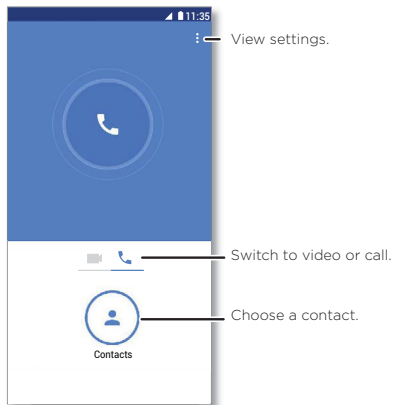 11:35
View settings.
Switch to video or call.
Choose a contact.
Contacts